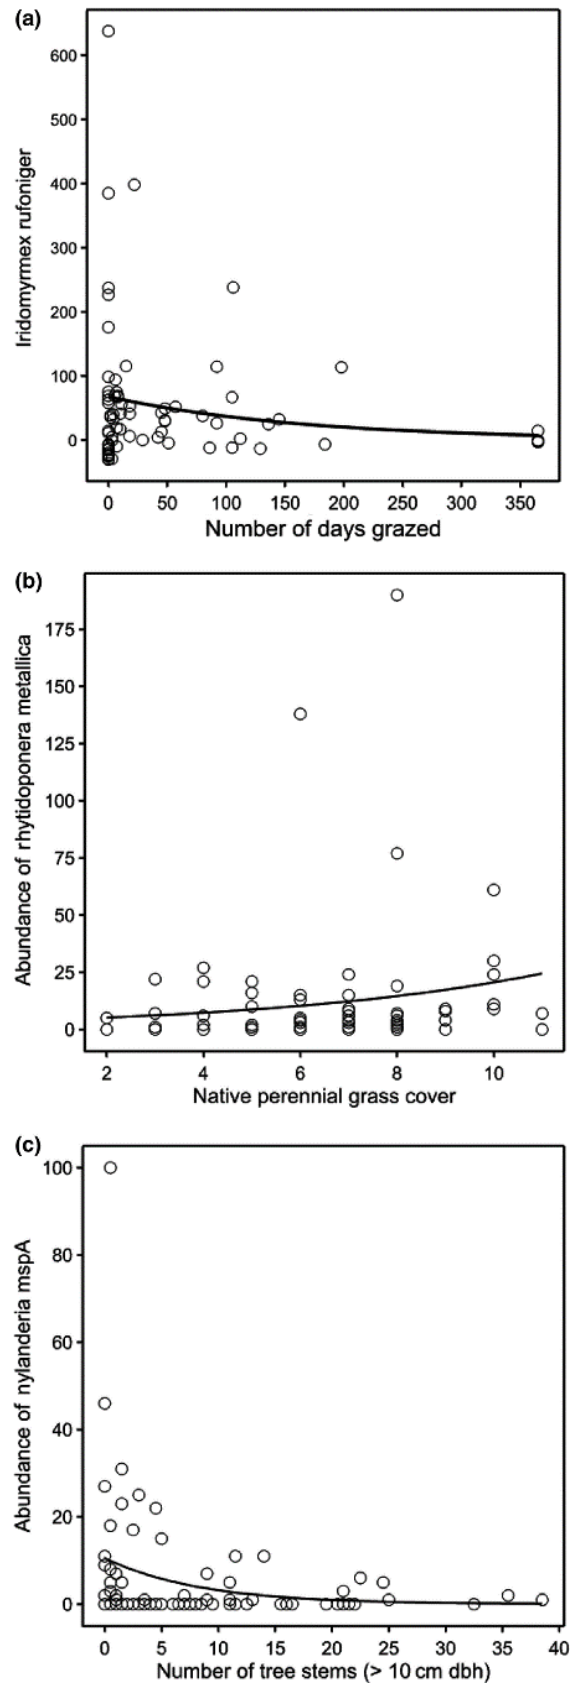 (a)
600
500
400
300
200
100
0
Iridomyrmex rufoniger
0 50 100 150 200 250 300 350
Number of days grazed
(b)
175
150
125
100
75
50
25
0
Abundance of rhytidoponera metallica
2 4 6 8 10
Native perennial grass cover
(c)
100
80
60
40
20
0
Abundance of nylanderia mspA
0 5 10 15 20 25 30 35 40
Number of tree stems (> 10 cm dbh)